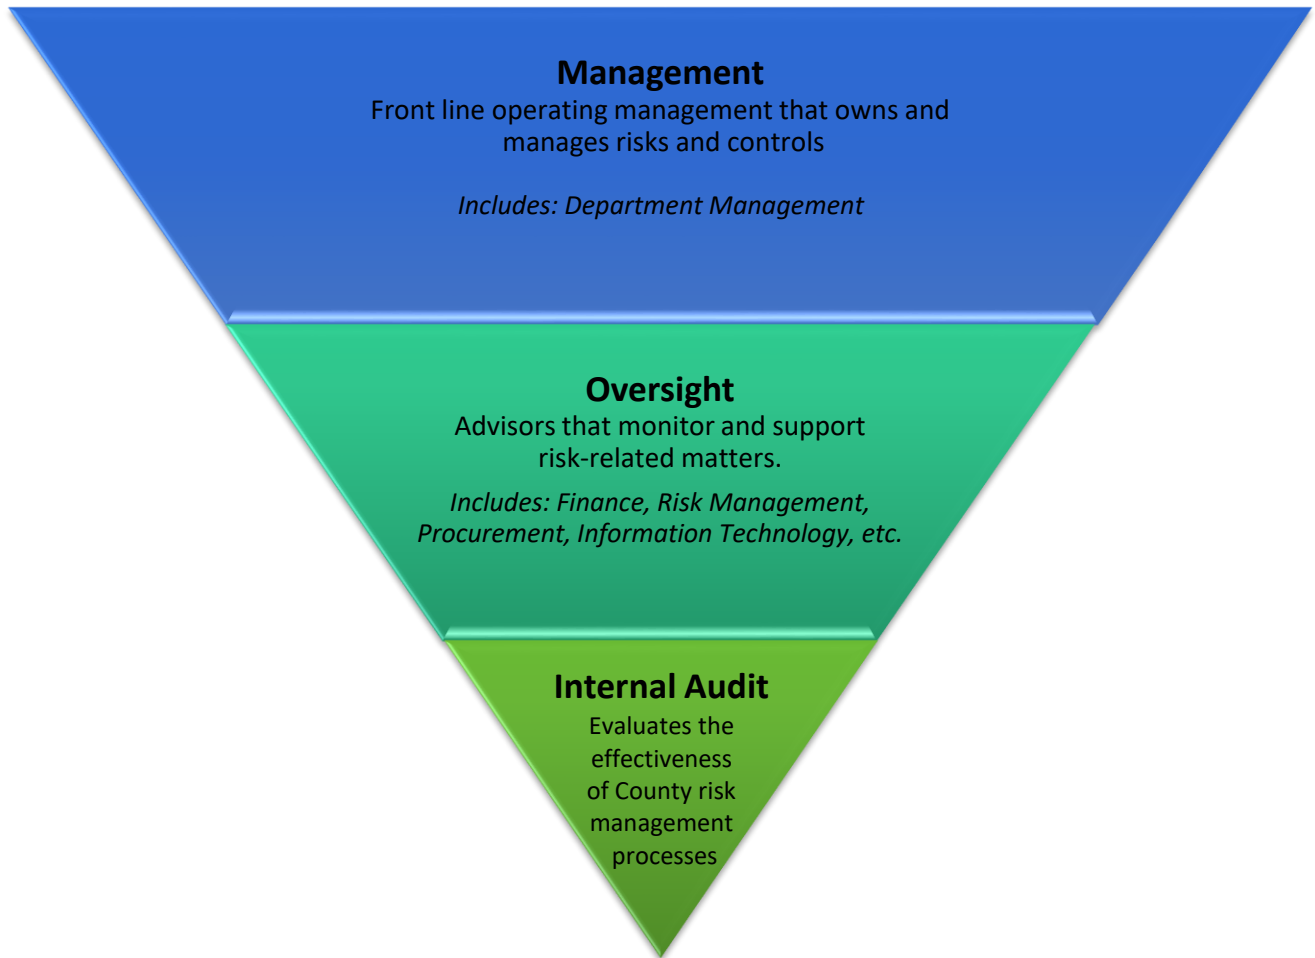 Management
Front line operating management that owns and
manages risks and controls
Includes: Department Management
Oversight
Advisors that monitor and support
risk-related matters.
Includes: Finance, Risk Management,
Procurement, Information Technology, etc.
Internal Audit
Evaluates the
effectiveness
of County risk
management
processes